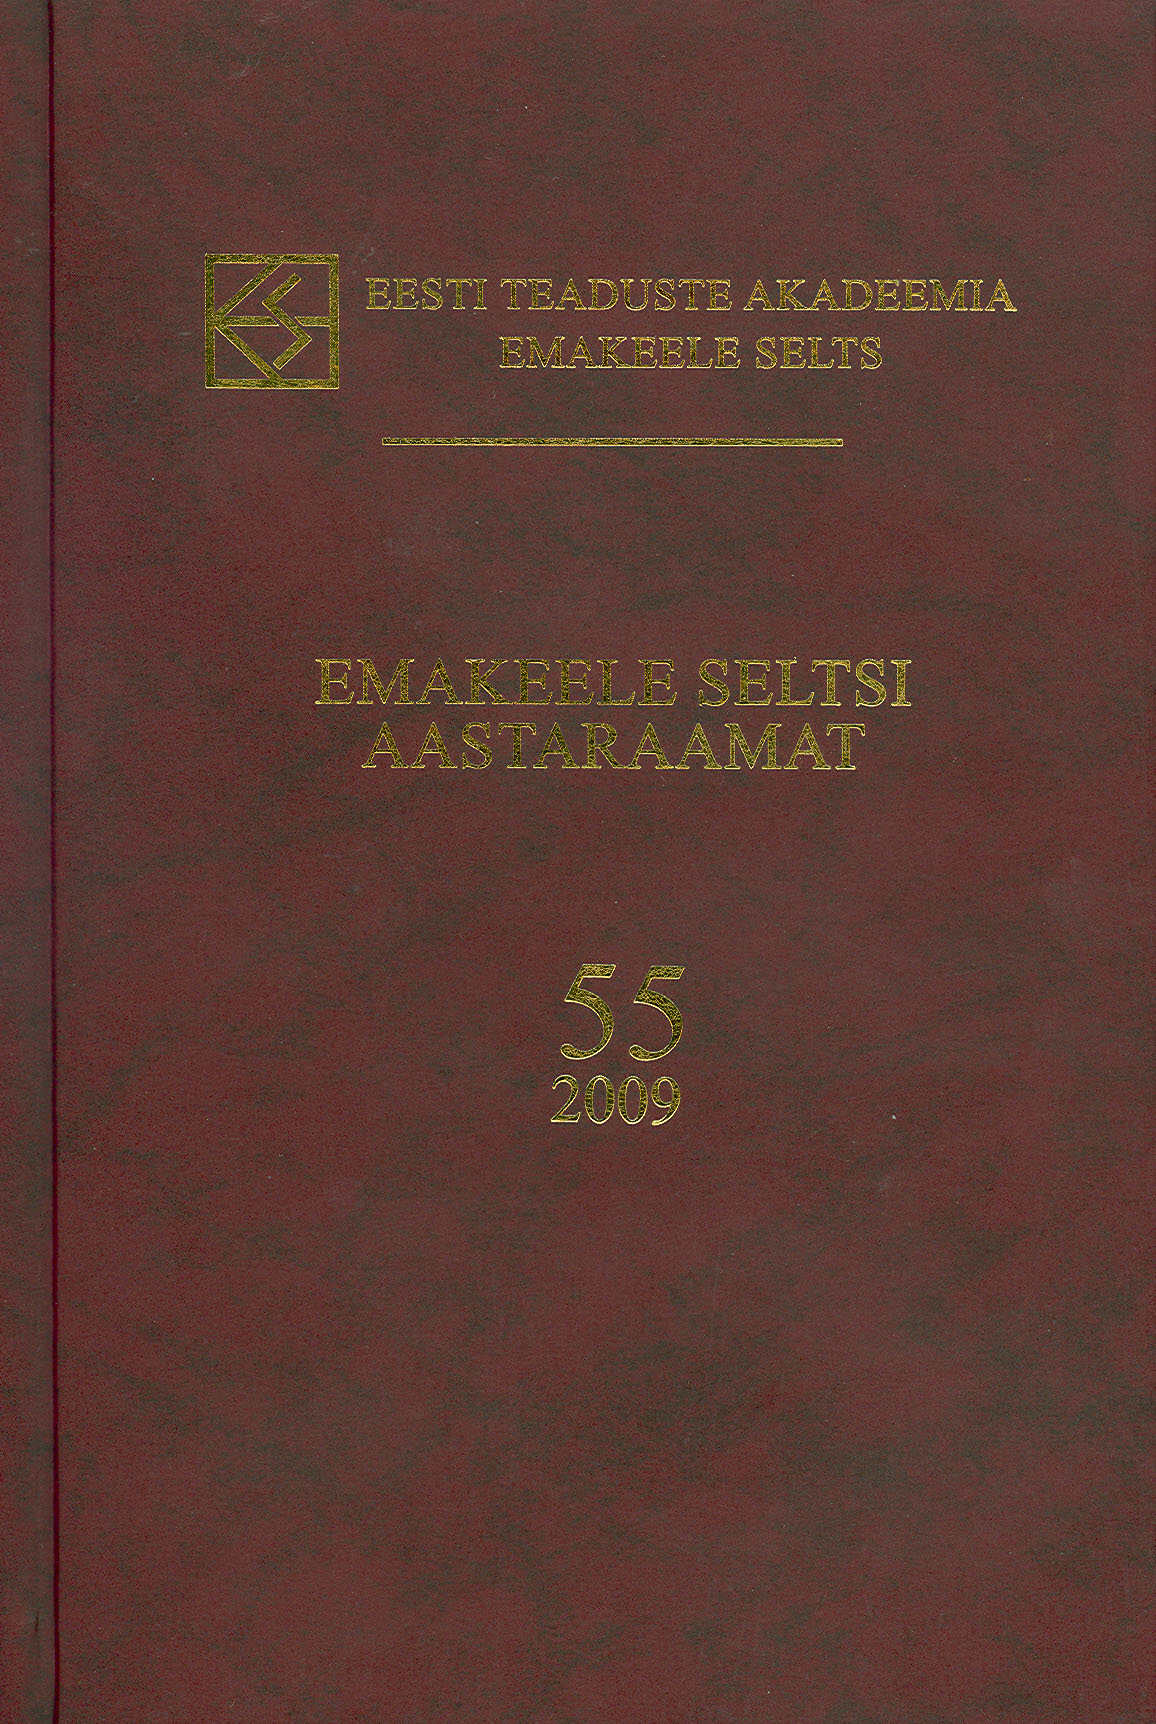 EESTI TEADUSTE AKADEEMIA
EMAKEELE SELTS
EMAKEELE SELTSI
AASTARAAMAT
55
2009